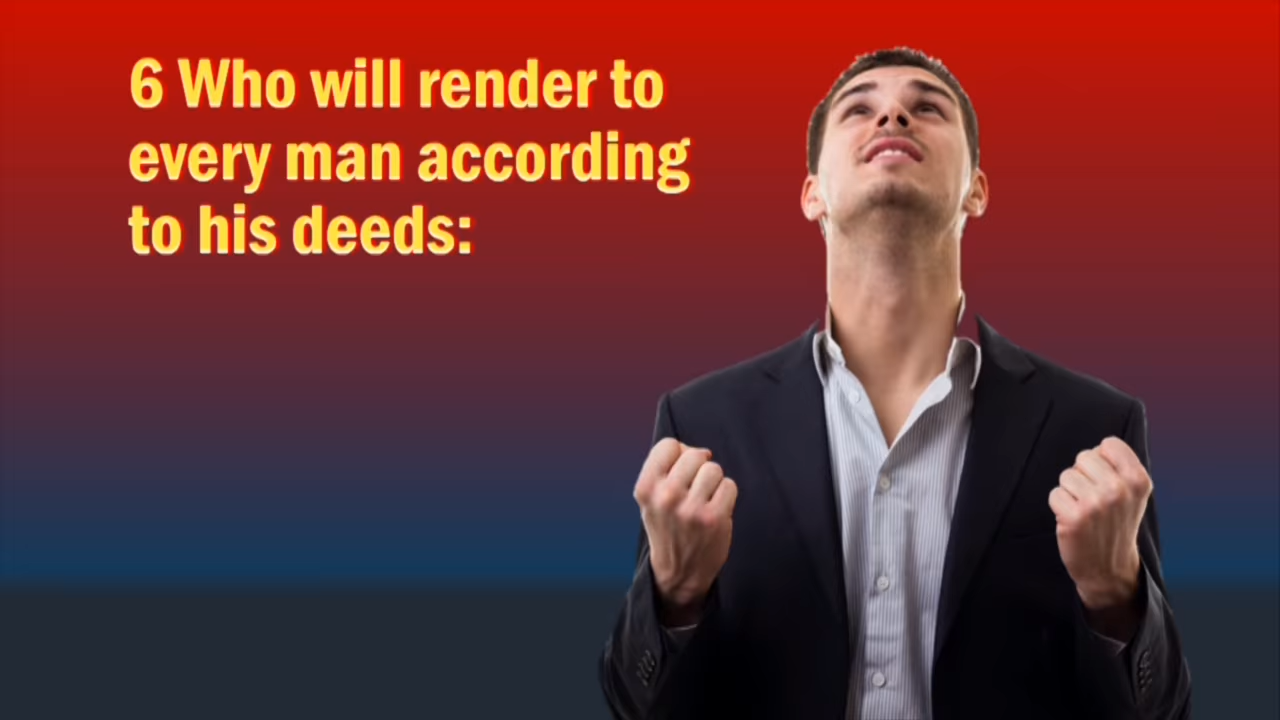 6 Who will render to
every man according
to his deeds: